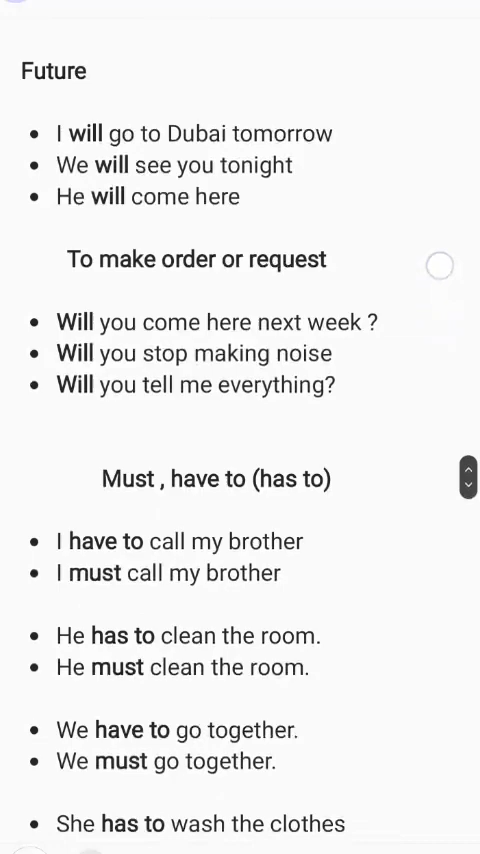 Future
• I will go to Dubai tomorrow
• We will see you tonight
• He will come here
To make order or request
• Will you come here next week ?
• Will you stop making noise
• Will you tell me everything?
Must , have to (has to)
• I have to call my brother
• I must call my brother
• He has to clean the room.
• He must clean the room.
• We have to go together.
• We must go together.
• She has to wash the clothes